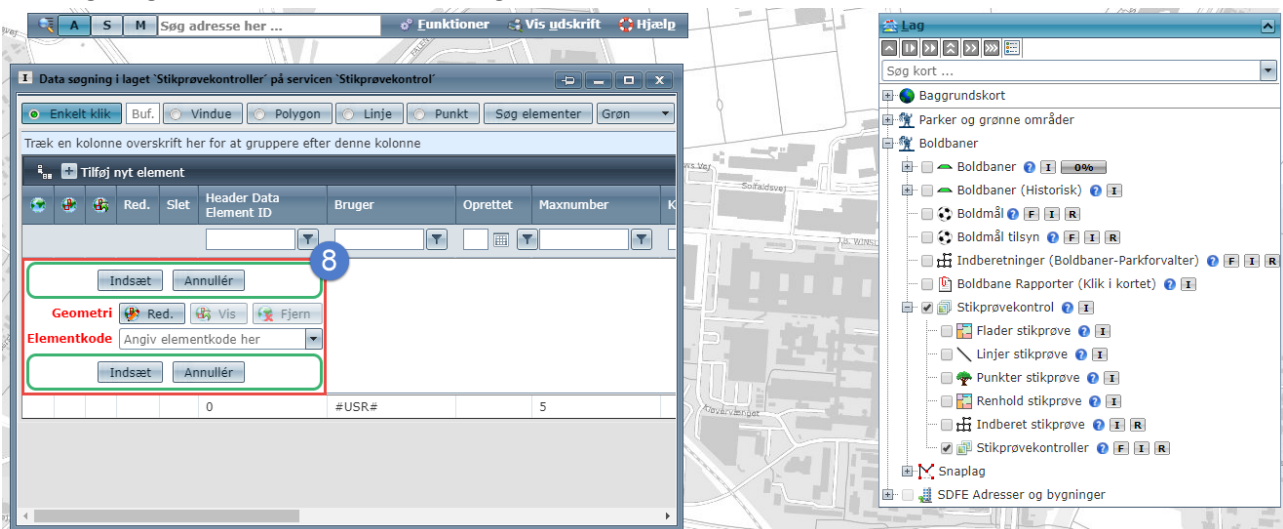 A S M Søg adresse her ... Funktioner Vis udskrift Hjælp
I Data søgning i laget `Stikprøvekontroller´ på servicen `Stikprøvekontrol´
Enkelt klik Buf. Vindue Polygon Linje Punkt Søg elementer Grøn
Træk en kolonne overskrift her for at gruppere efter denne kolonne
Tilføj nyt element
Red. Slet Header Data Element ID Bruger Oprettet Maxnumber K
8
Indsæt Annullér
Geometri Red. Vis Fjern
Elementkode Angiv elementkode her
Indsæt Annullér
0 #USR# 5
Lag
Søg kort ...
Baggrundskort
Parker og grønne områder
Boldbaner
Boldbaner ? I 0%
Boldbaner (Historisk) ? I
Boldmål ? F I R
Boldmål tilsyn ? F I R
Indberetninger (Boldbaner-Parkforvalter) ? F I R
Boldbane Rapporter (Klik i kortet) ? I
Stikprøvekontrol ? I
Flader stikprøve ? I
Linjer stikprøve ? I
Punkter stikprøve ? I
Renhold stikprøve ? I
Indberet stikprøve ? I R
Stikprøvekontroller ? F I R
Snaplag
SDFE Adresser og bygninger
Kløvervænget